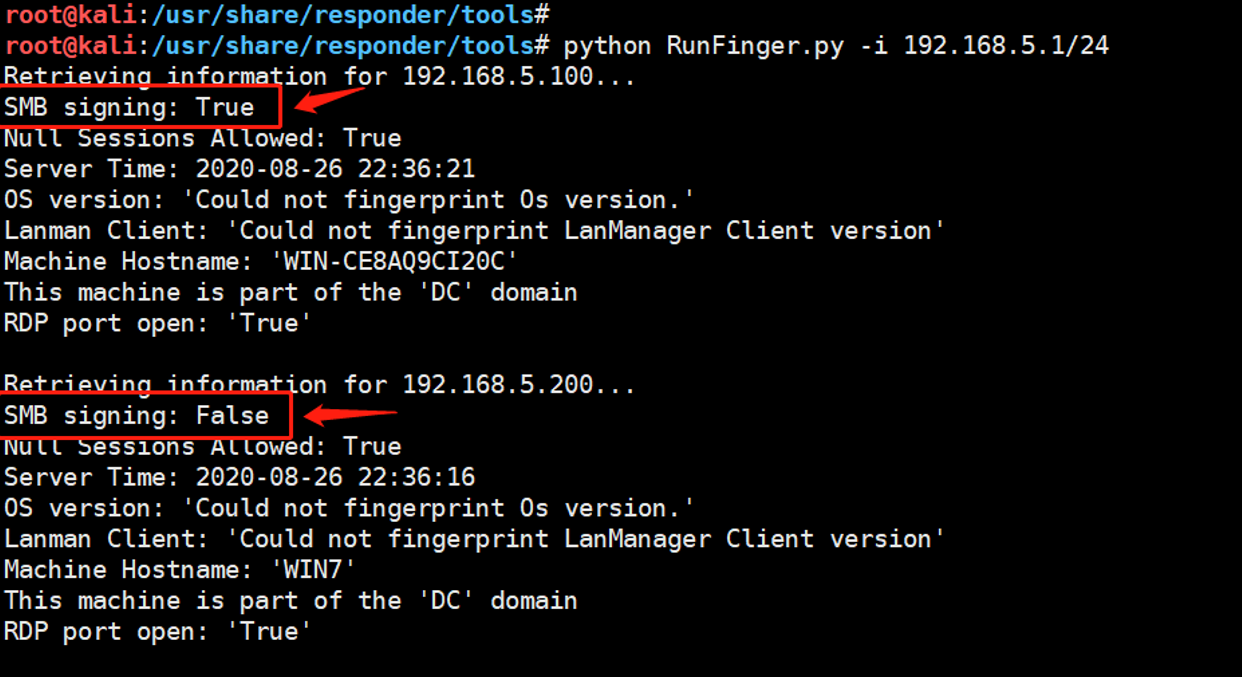 root@kali:/usr/share/responder/tools#
root@kali:/usr/share/responder/tools# python RunFinger.py -i 192.168.5.1/24
Retrieving information for 192.168.5.100...
SMB signing: True
Null Sessions Allowed: True
Server Time: 2020-08-26 22:36:21
OS version: 'Could not fingerprint Os version.'
Lanman Client: 'Could not fingerprint LanManager Client version'
Machine Hostname: 'WIN-CE8AQ9CI20C'
This machine is part of the 'DC' domain
RDP port open: 'True'
Retrieving information for 192.168.5.200...
SMB signing: False
Null Sessions Allowed: True
Server Time: 2020-08-26 22:36:16
OS version: 'Could not fingerprint Os version.'
Lanman Client: 'Could not fingerprint LanManager Client version'
Machine Hostname: 'WIN7'
This machine is part of the 'DC' domain
RDP port open: 'True'